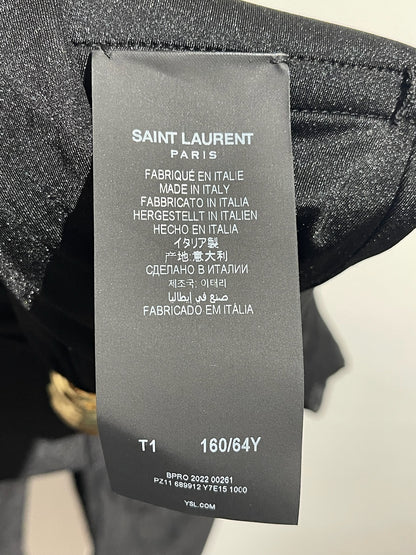 SAINT LAURENT
PARIS
FABRIQUÉ EN ITALIE
MADE IN ITALY
FABBRICATO IN ITALIA
HERGESTELLT IN ITALIEN
HECHO EN ITALIA
イタリア製
产地:意大利
СДЕЛАНО В ИТАЛИИ
제조국: 이태리
صنع في إيطاليا
FABRICADO EM ITÀLIA
T1 160/64Y
BPRO 2022 00261
PZ11 689912 Y7E15 1000
YSL.COM